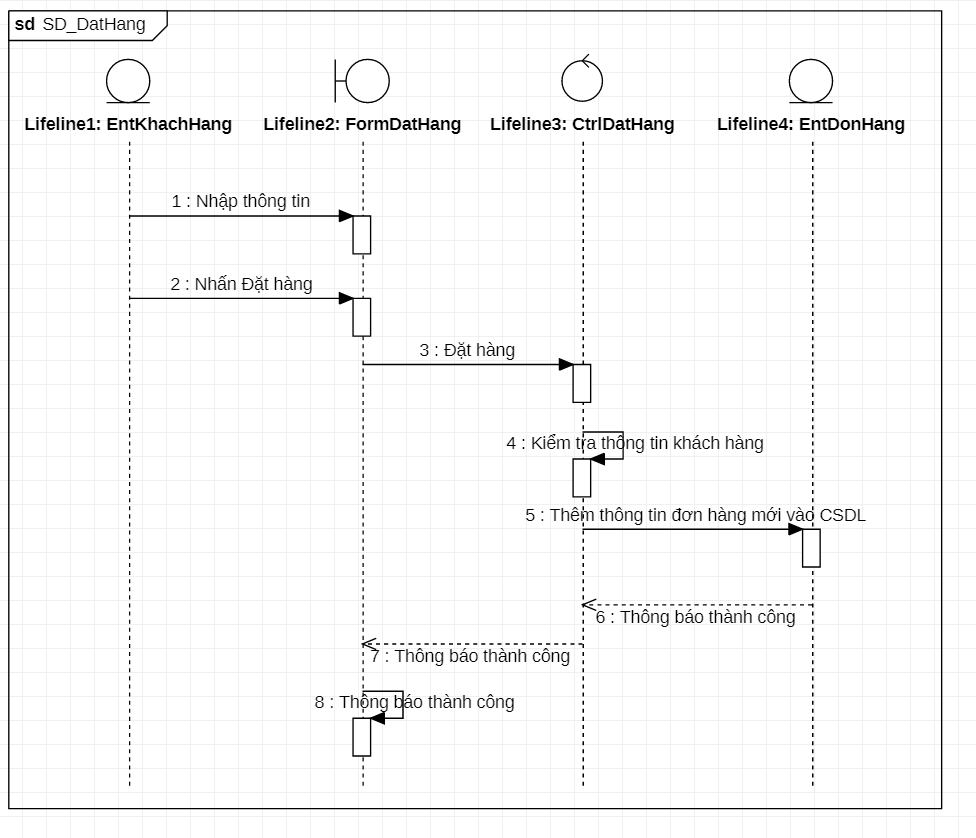 sd SD_DatHang
Lifeline1: EntKhachHang
Lifeline2: FormDatHang
Lifeline3: CtrlDatHang
Lifeline4: EntDonHang
1 : Nhập thông tin
2 : Nhấn Đặt hàng
3 : Đặt hàng
4 : Kiểm tra thông tin khách hàng
5 : Thêm thông tin đơn hàng mới vào CSDL
6 : Thông báo thành công
7 : Thông báo thành công
8 : Thông báo thành công